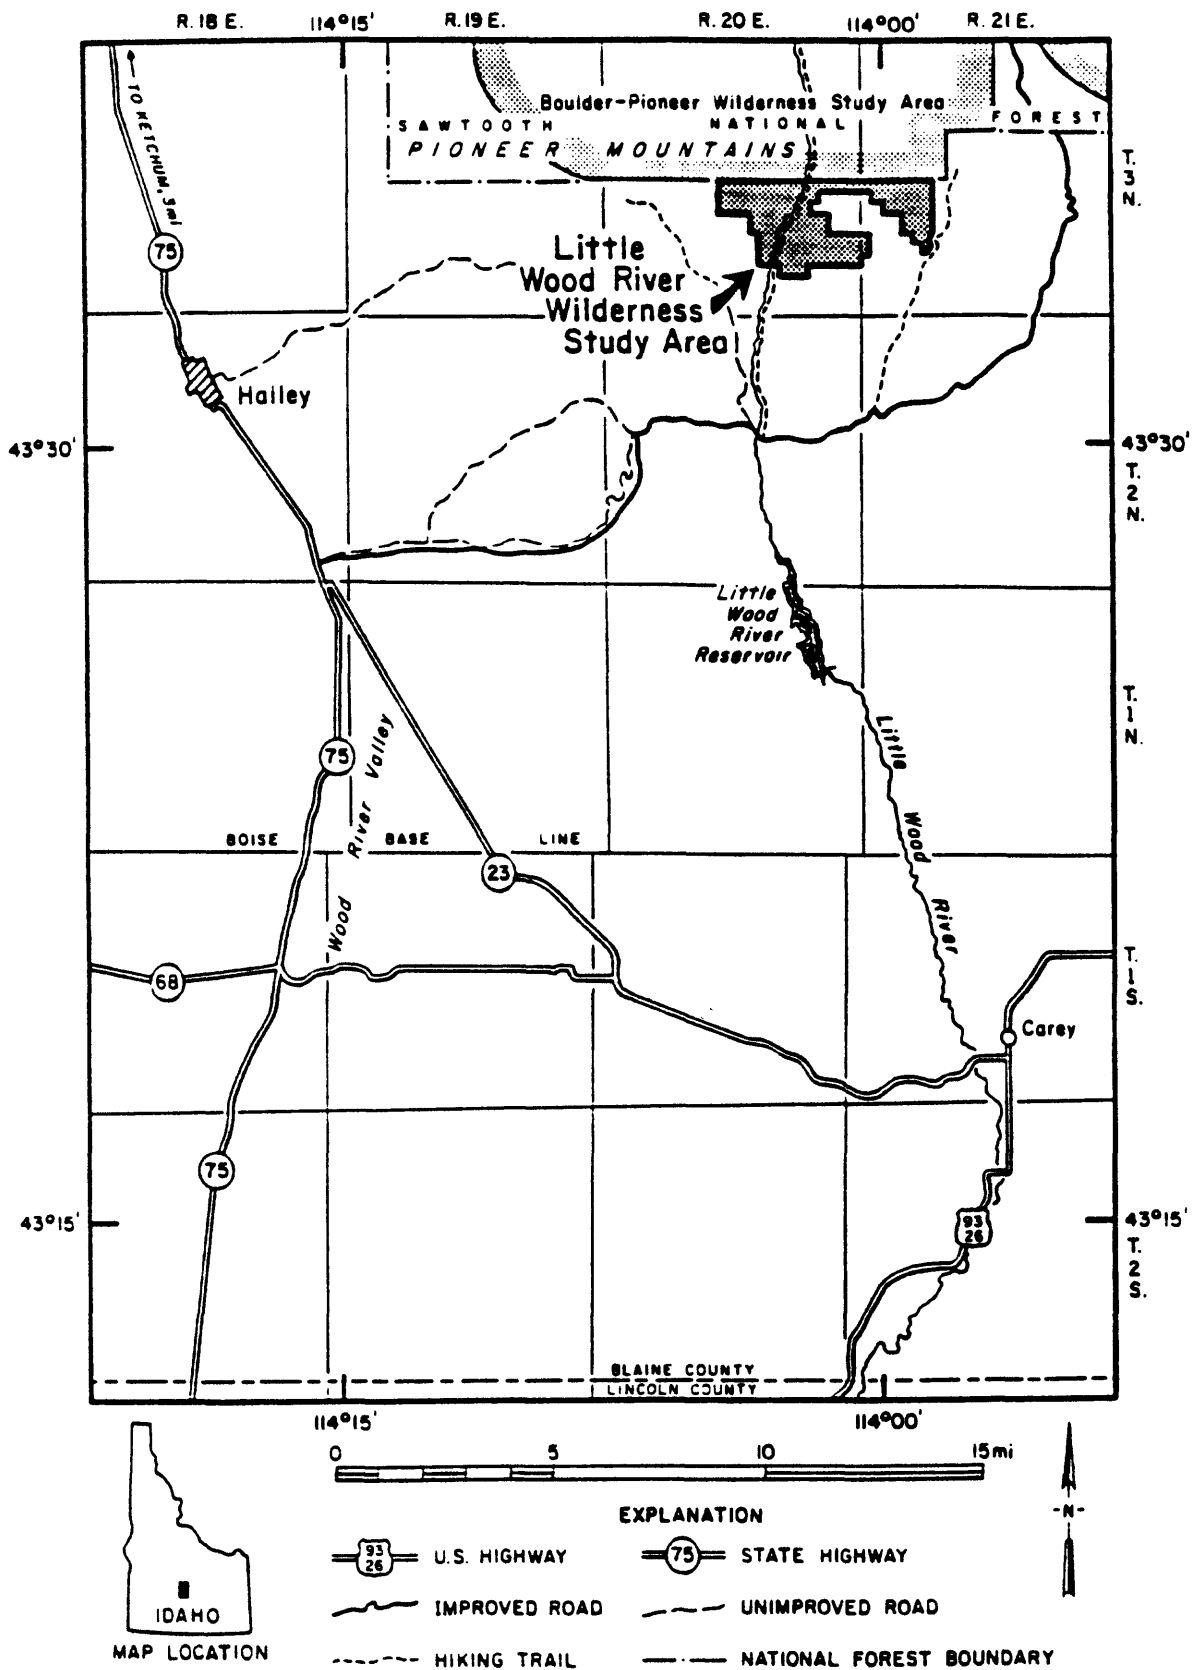 R. 18 E.
114°15'
R. 19 E.
R. 20 E.
114°00'
R. 21 E.
TO KETCHUM, 3mi
Boulder-Pioneer Wilderness Study Area
SAWTOOTH NATIONAL FOREST
PIONEER MOUNTAINS
T. 3 N.
75
Little
Wood River
Wilderness
Study Area
Hailey
43°30'
43°30'
T. 2 N.
Little
Wood
River
Reservoir
T. 1 N.
Little Wood River
75
Wood River Valley
BOISE BASE LINE
23
68
T. 1 S.
Carey
75
43°15'
93
26
43°15'
T. 2 S.
BLAINE COUNTY
LINCOLN COUNTY
114°15'
114°00'
0 5 10 15mi
-N-
EXPLANATION
93
26
U.S. HIGHWAY
75
STATE HIGHWAY
IMPROVED ROAD
UNIMPROVED ROAD
HIKING TRAIL
NATIONAL FOREST BOUNDARY
IDAHO
MAP LOCATION